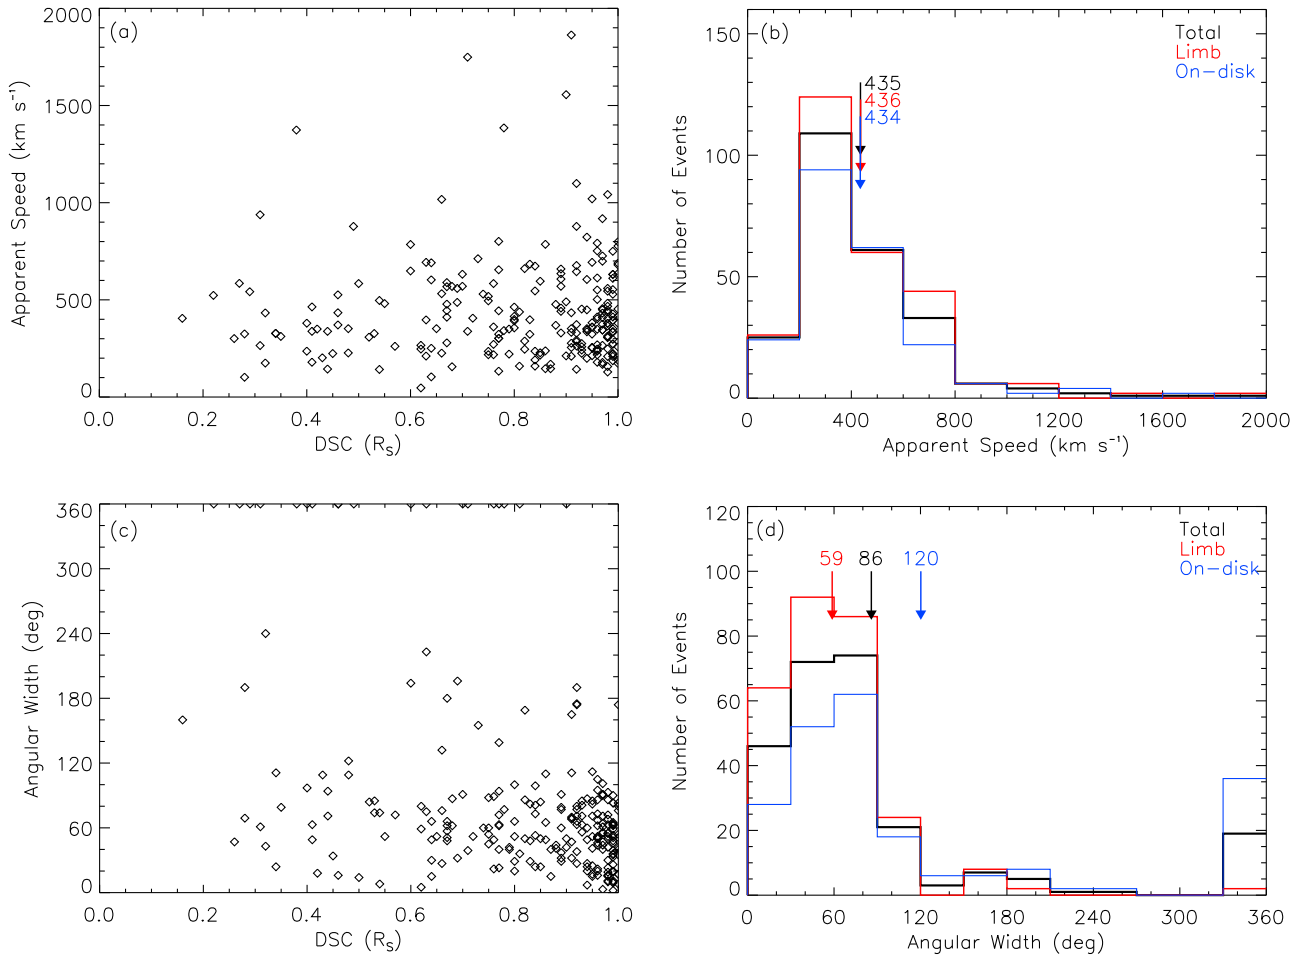 (a)
2000
1500
1000
500
0
Apparent Speed (km s⁻¹)
0.0 0.2 0.4 0.6 0.8 1.0
DSC (Rs)
(b)
Total
Limb
On-disk
435
436
434
150
100
50
0
Number of Events
0 400 800 1200 1600 2000
Apparent Speed (km s⁻¹)
(c)
360
300
240
180
120
60
0
Angular Width (deg)
0.0 0.2 0.4 0.6 0.8 1.0
DSC (Rs)
(d)
Total
Limb
On-disk
59 86 120
120
100
80
60
40
20
0
Number of Events
0 60 120 180 240 300 360
Angular Width (deg)